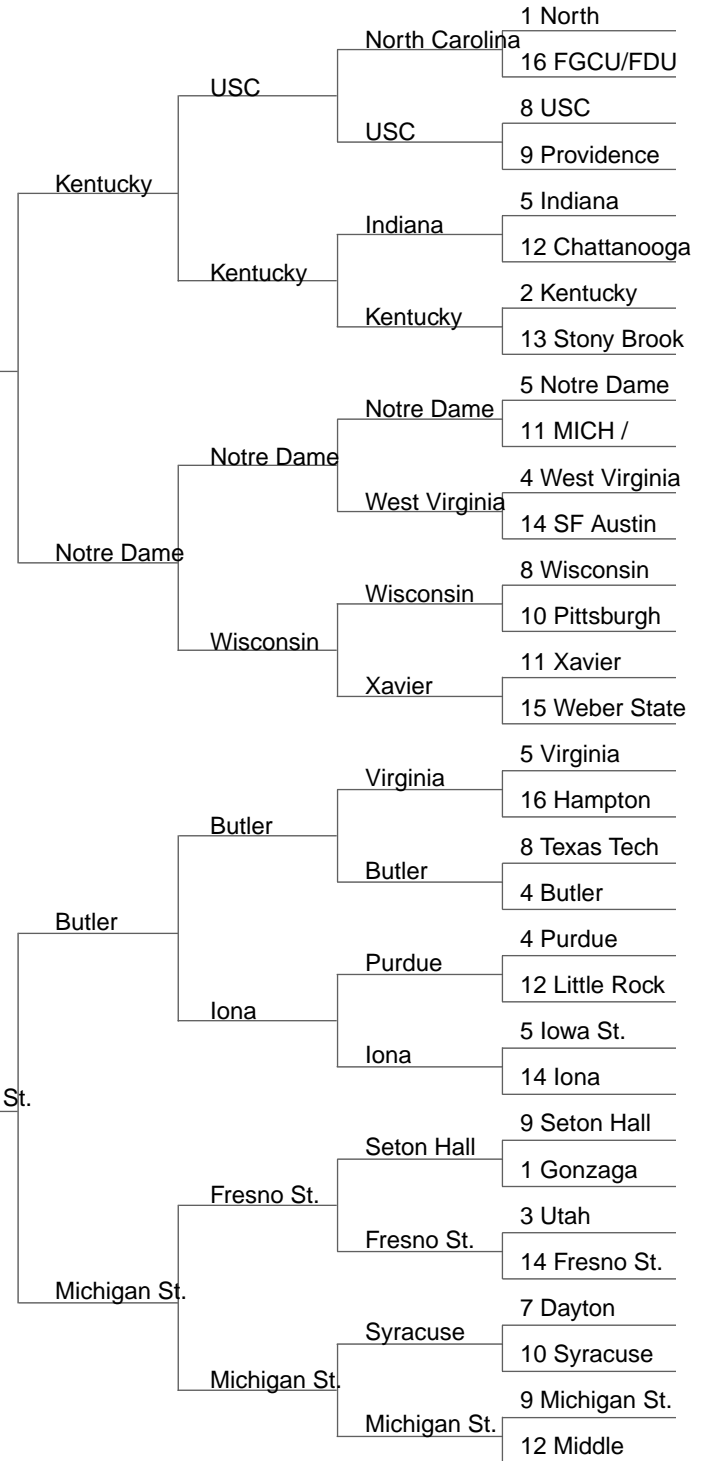 1 North
North Carolina
16 FGCU/FDU
USC
8 USC
USC
9 Providence
Kentucky
5 Indiana
Indiana
12 Chattanooga
Kentucky
2 Kentucky
Kentucky
13 Stony Brook
5 Notre Dame
Notre Dame
11 MICH /
Notre Dame
4 West Virginia
West Virginia
14 SF Austin
Notre Dame
8 Wisconsin
Wisconsin
10 Pittsburgh
Wisconsin
11 Xavier
Xavier
15 Weber State
5 Virginia
Virginia
16 Hampton
Butler
8 Texas Tech
Butler
4 Butler
Butler
4 Purdue
Purdue
12 Little Rock
Iona
5 Iowa St.
Iona
14 Iona
St.
9 Seton Hall
Seton Hall
1 Gonzaga
Fresno St.
3 Utah
Fresno St.
14 Fresno St.
Michigan St.
7 Dayton
Syracuse
10 Syracuse
Michigan St.
9 Michigan St.
Michigan St.
12 Middle